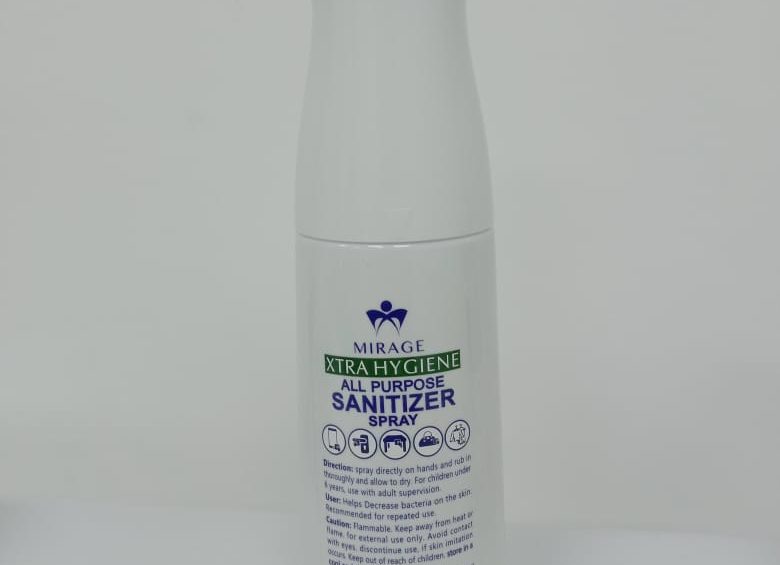 MIRAGE
XTRA HYGIENE
ALL PURPOSE
SANITIZER
SPRAY
Direction: spray directly on hands and rub in
thoroughly and allow to dry. For children under
6 years, use with adult supervision.
User: Helps Decrease bacteria on the skin.
Recommended for repeated use.
Caution: Flammable. Keep away from heat or
flame, for external use only. Avoid contact
with eyes, discontinue use, if skin imitation
occurs. Keep out of reach of children, store in a